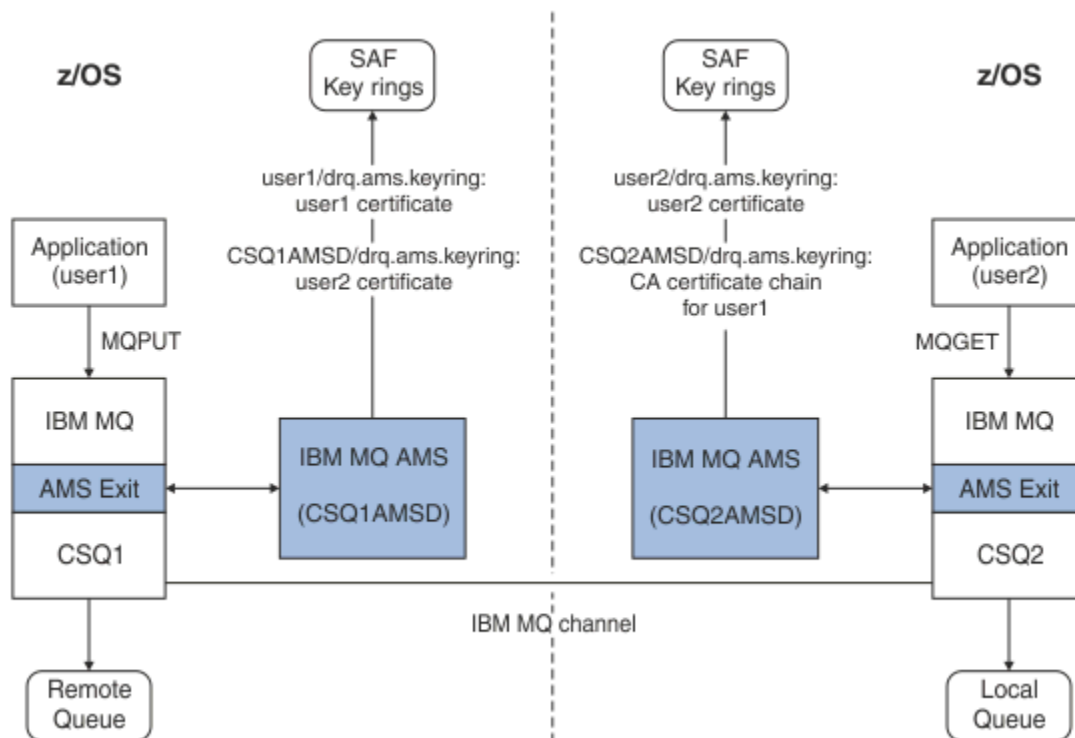 z/OS
SAF
Key rings
user1/drq.ams.keyring:
user1 certificate
CSQ1AMSD/drq.ams.keyring:
user2 certificate
Application
(user1)
MQPUT
IBM MQ
AMS Exit
CSQ1
IBM MQ AMS
(CSQ1AMSD)
Remote
Queue
IBM MQ channel
SAF
Key rings
z/OS
user2/drq.ams.keyring:
user2 certificate
CSQ2AMSD/drq.ams.keyring:
CA certificate chain
for user1
Application
(user2)
MQGET
IBM MQ AMS
(CSQ2AMSD)
IBM MQ
AMS Exit
CSQ2
Local
Queue